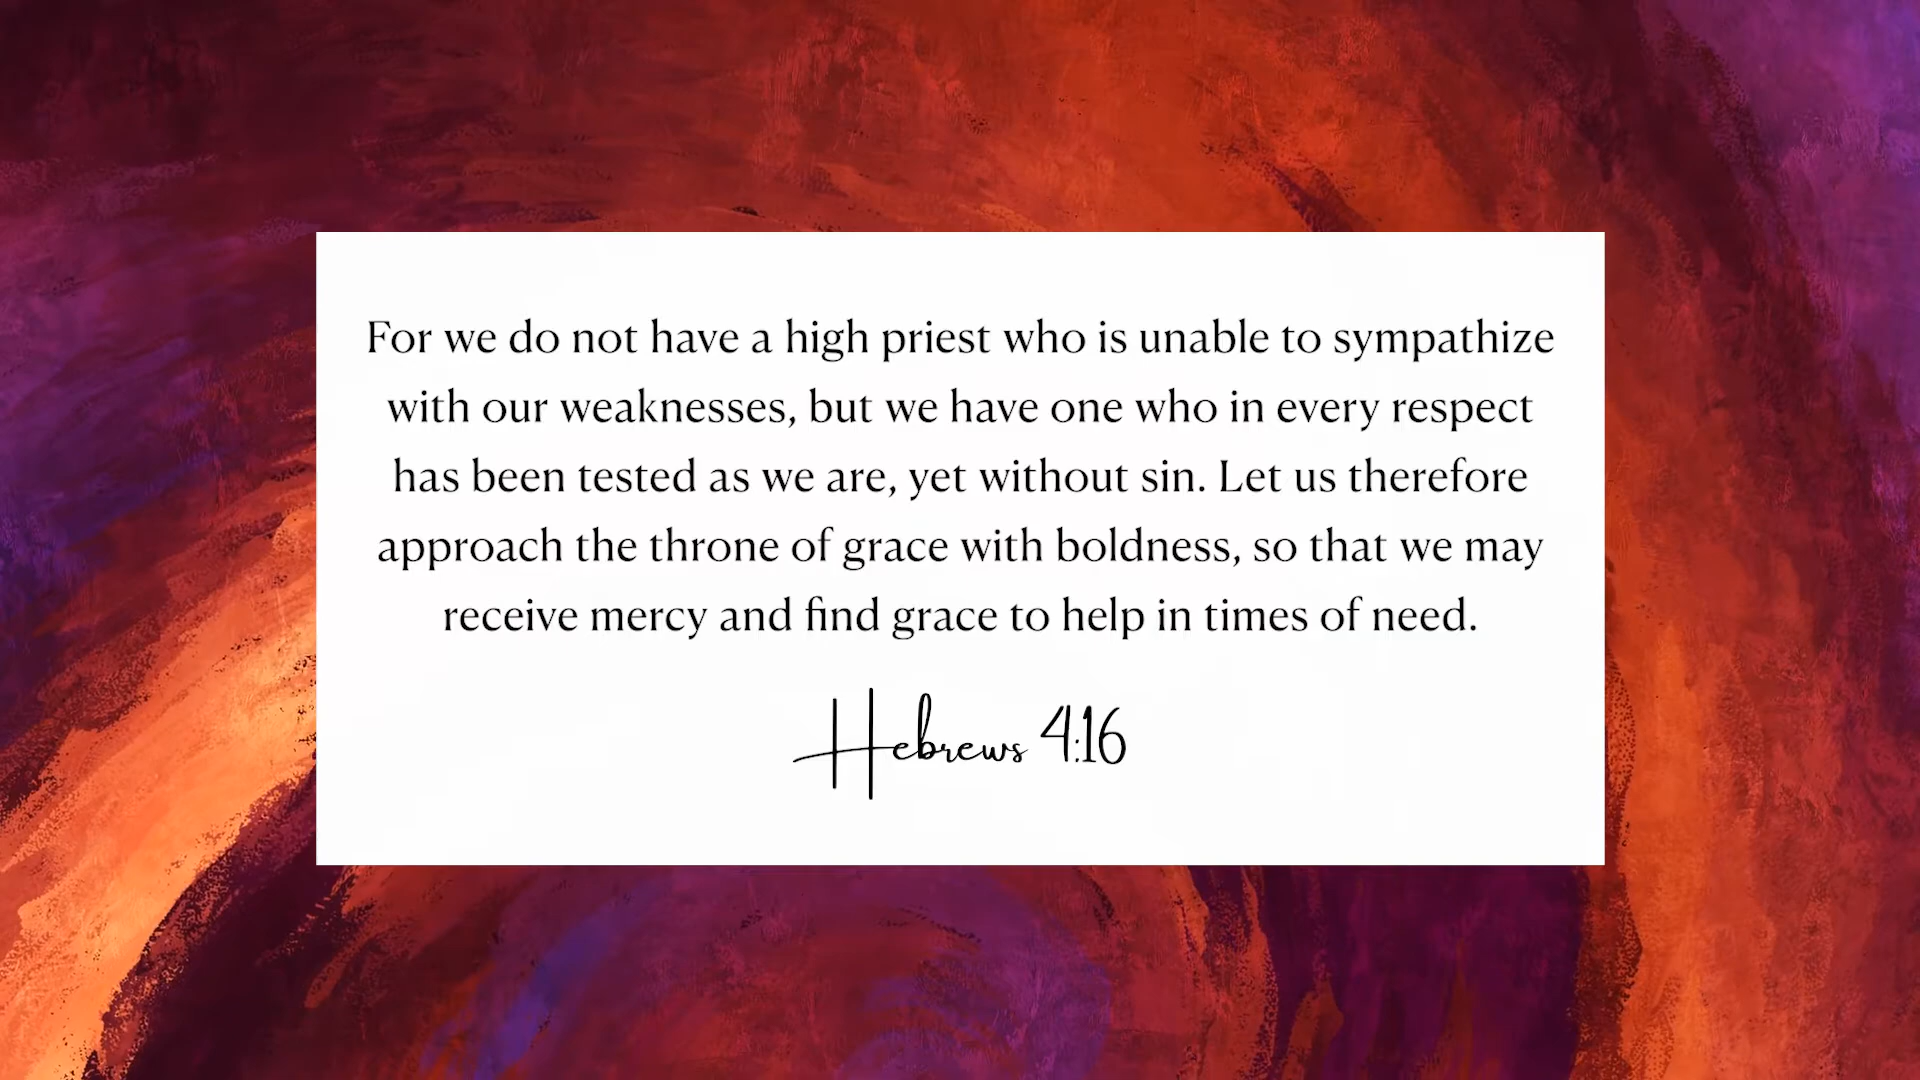 For we do not have a high priest who is unable to sympathize
with our weaknesses, but we have one who in every respect
has been tested as we are, yet without sin. Let us therefore
approach the throne of grace with boldness, so that we may
receive mercy and find grace to help in times of need.
Hebrews 4:16